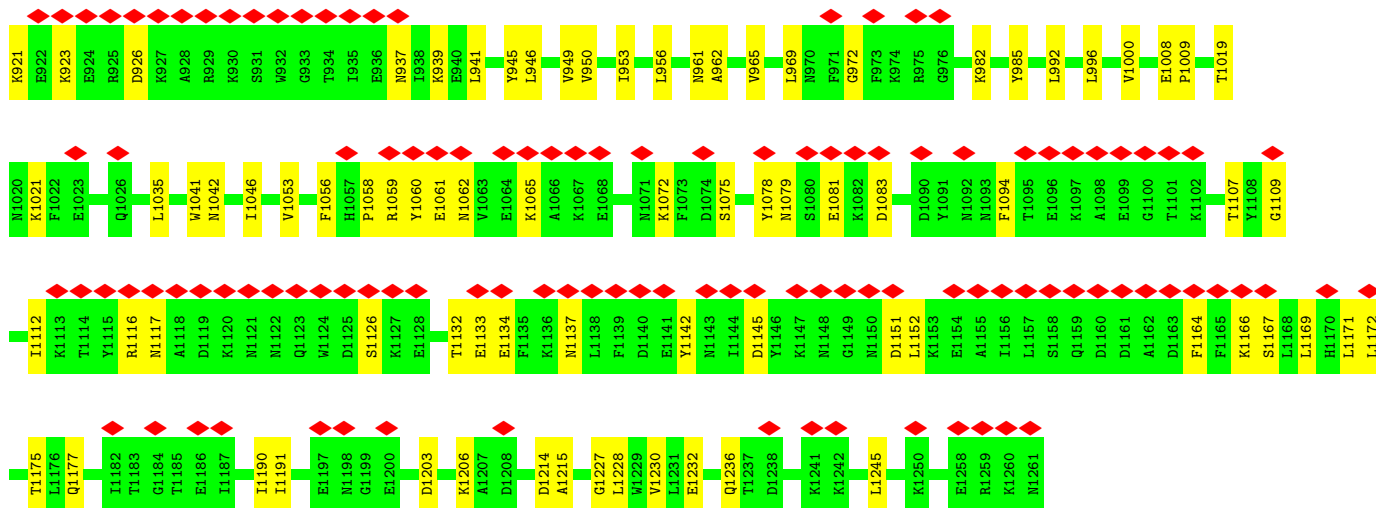 K921 E922 K923 E924 R925 D926 K927 A928 R929 K930 S931 W932 G933 T934 I935 E936 N937 I938 K939 E940 L941 Y945 L946 V949 V950 I953 L956 N961 A962 V965 L969 N970 F971 G972 F973 K974 R975 G976 K982 Y985 L992 L996 V1000 E1008 P1009 T1019
N1020 K1021 F1022 E1023 Q1026 L1035 W1041 N1042 I1046 V1053 F1056 H1057 P1058 R1059 Y1060 E1061 N1062 V1063 E1064 K1065 A1066 K1067 E1068 N1071 K1072 F1073 D1074 S1075 Y1078 N1079 S1080 E1081 K1082 D1083 D1090 Y1091 N1092 N1093 F1094 T1095 E1096 K1097 A1098 E1099 G1100 T1101 K1102 T1107 Y1108 G1109
I1112 K1113 T1114 Y1115 R1116 N1117 A1118 D1119 K1120 N1121 N1122 Q1123 W1124 D1125 S1126 K1127 E1128 T1132 E1133 E1134 F1135 K1136 N1137 L1138 F1139 D1140 E1141 Y1142 N1143 I1144 D1145 Y1146 K1147 N1148 G1149 N1150 D1151 L1152 K1153 E1154 A1155 I1156 L1157 S1158 Q1159 D1160 D1161 A1162 D1163 F1164 F1165 K1166 S1167 L1168 L1169 H1170 L1171 L1172
T1175 L1176 Q1177 I1182 T1183 G1184 T1185 E1186 I1187 I1190 I1191 E1197 N1198 G1199 E1200 D1203 K1206 A1207 D1208 D1214 A1215 G1227 L1228 W1229 V1230 L1231 E1232 Q1236 T1237 D1238 K1241 K1242 L1245 K1250 E1258 R1259 K1260 N1261